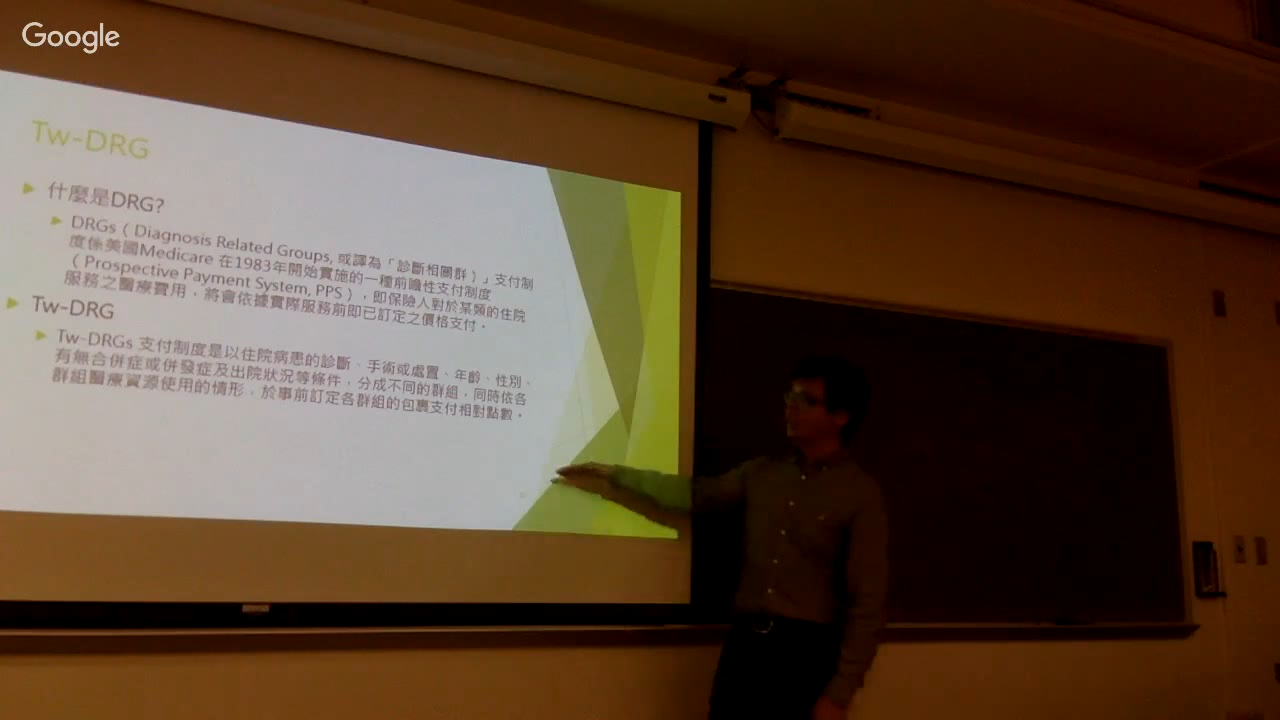 Google
Tw-DRG
什麼是DRG?
DRGs（Diagnosis Related Groups, 或譯為「診斷相關群）」支付制
度係美國Medicare 在1983年開始實施的一種前瞻性支付制度
（Prospective Payment System, PPS），即保險人對於某類的住院
服務之醫療費用，將會依據實際服務前即已訂定之價格支付。
Tw-DRG
Tw-DRGs 支付制度是以住院病患的診斷、手術或處置、年齡、性別、
有無合併症或併發症及出院狀況等條件，分成不同的群組，同時依各
群組醫療資源使用的情形，於事前訂定各群組的包裹支付相對點數。